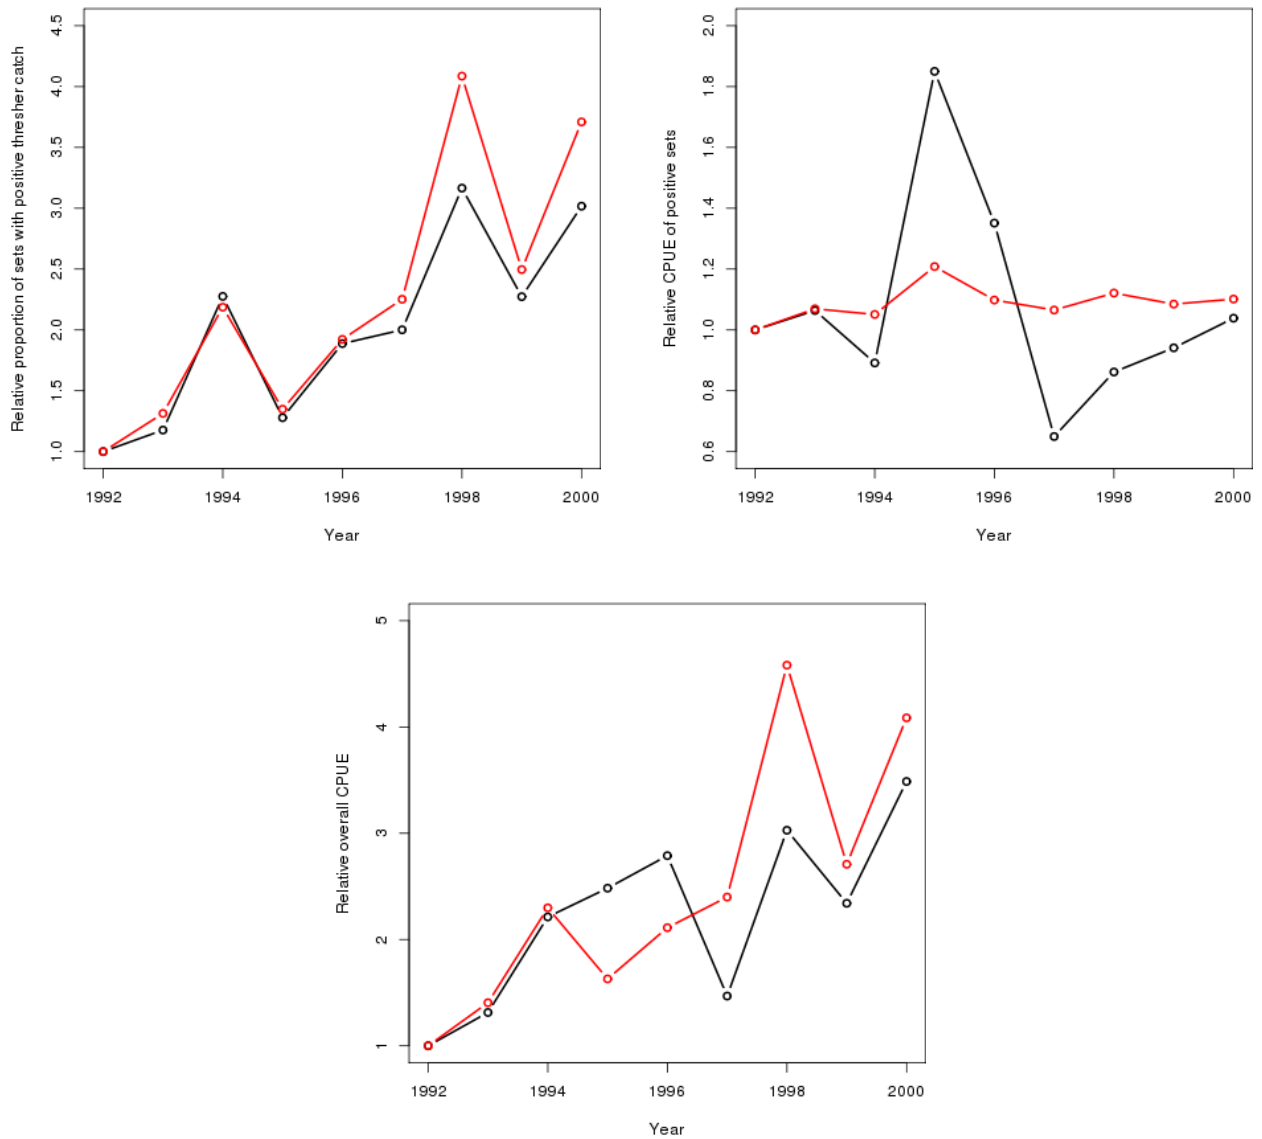 Relative proportion of sets with positive thresher catch
4.5
4.0
3.5
3.0
2.5
2.0
1.5
1.0
1992 1994 1996 1998 2000
Year
Relative CPUE of positive sets
2.0
1.8
1.6
1.4
1.2
1.0
0.8
0.6
1992 1994 1996 1998 2000
Year
Relative overall CPUE
5
4
3
2
1
1992 1994 1996 1998 2000
Year